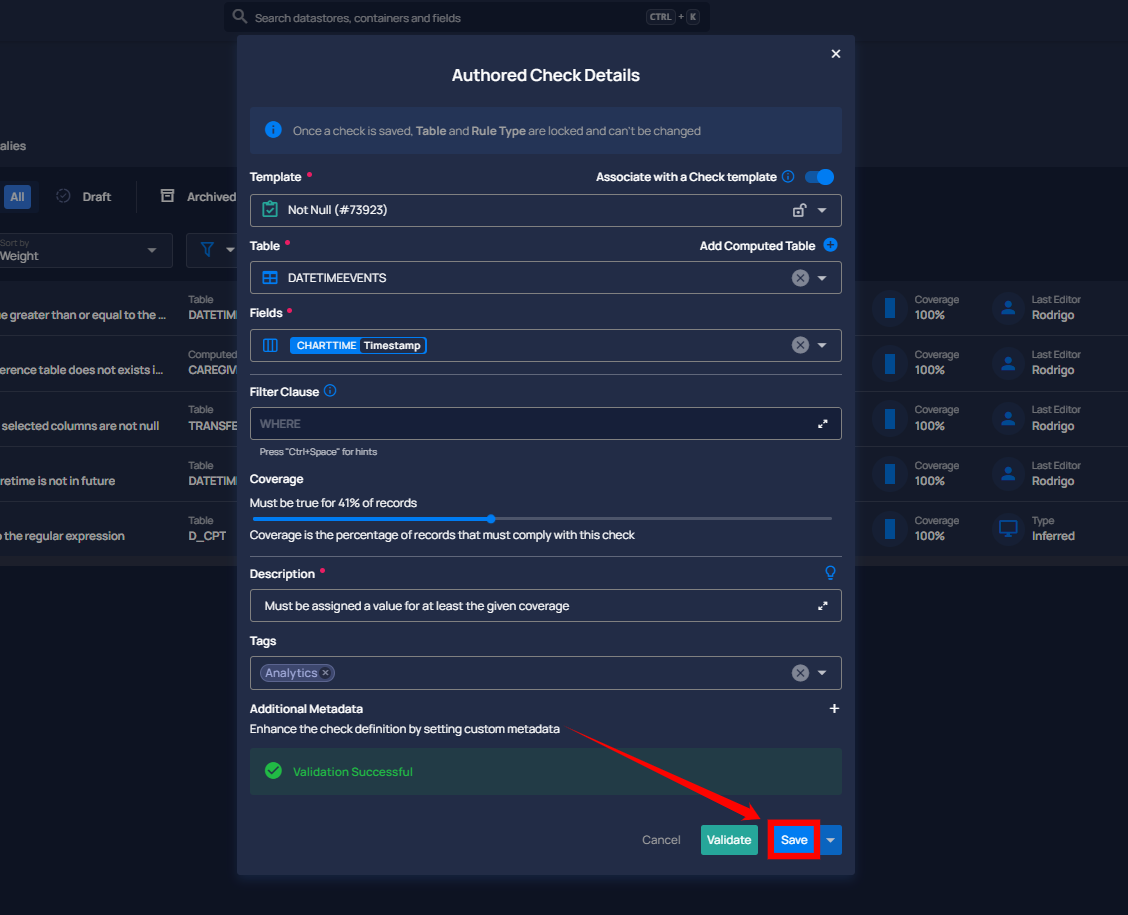 Search datastores, containers and fields CTRL + K
Authored Check Details
Once a check is saved, Table and Rule Type are locked and can't be changed
alies
Template * Associate with a Check template
All Draft Archived
Not Null (#73923)
Sort by
Weight
Table * Add Computed Table
DATETIMEEVENTS
Fields *
CHARTTIME Timestamp
Filter Clause
WHERE
Press "Ctrl+Space" for hints
Coverage
Must be true for 41% of records
Coverage is the percentage of records that must comply with this check
Description *
Must be assigned a value for at least the given coverage
Tags
Analytics
Additional Metadata +
Enhance the check definition by setting custom metadata
Validation Successful
Cancel Validate Save
e greater than or equal to the ... Table DATETIM Coverage 100% Last Editor Rodrigo
erence table does not exists i... Computed CAREGIV Coverage 100% Last Editor Rodrigo
selected columns are not null Table TRANSFE Coverage 100% Last Editor Rodrigo
retime is not in future Table DATETIM Coverage 100% Last Editor Rodrigo
the regular expression Table D_CPT Coverage 100% Type Inferred